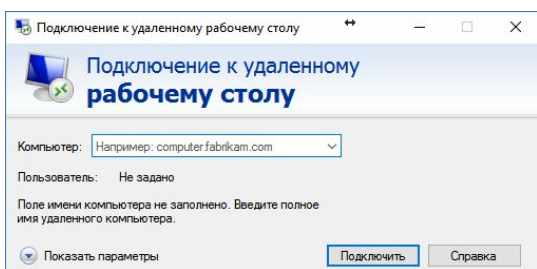 Подключение к удаленному рабочему столу
Подключение к удаленному
рабочему столу
Компьютер: Например: computer.fabrikam.com
Пользователь: Не задано
Поле имени компьютера не заполнено. Введите полное
имя удаленного компьютера.
Показать параметры Подключить Справка